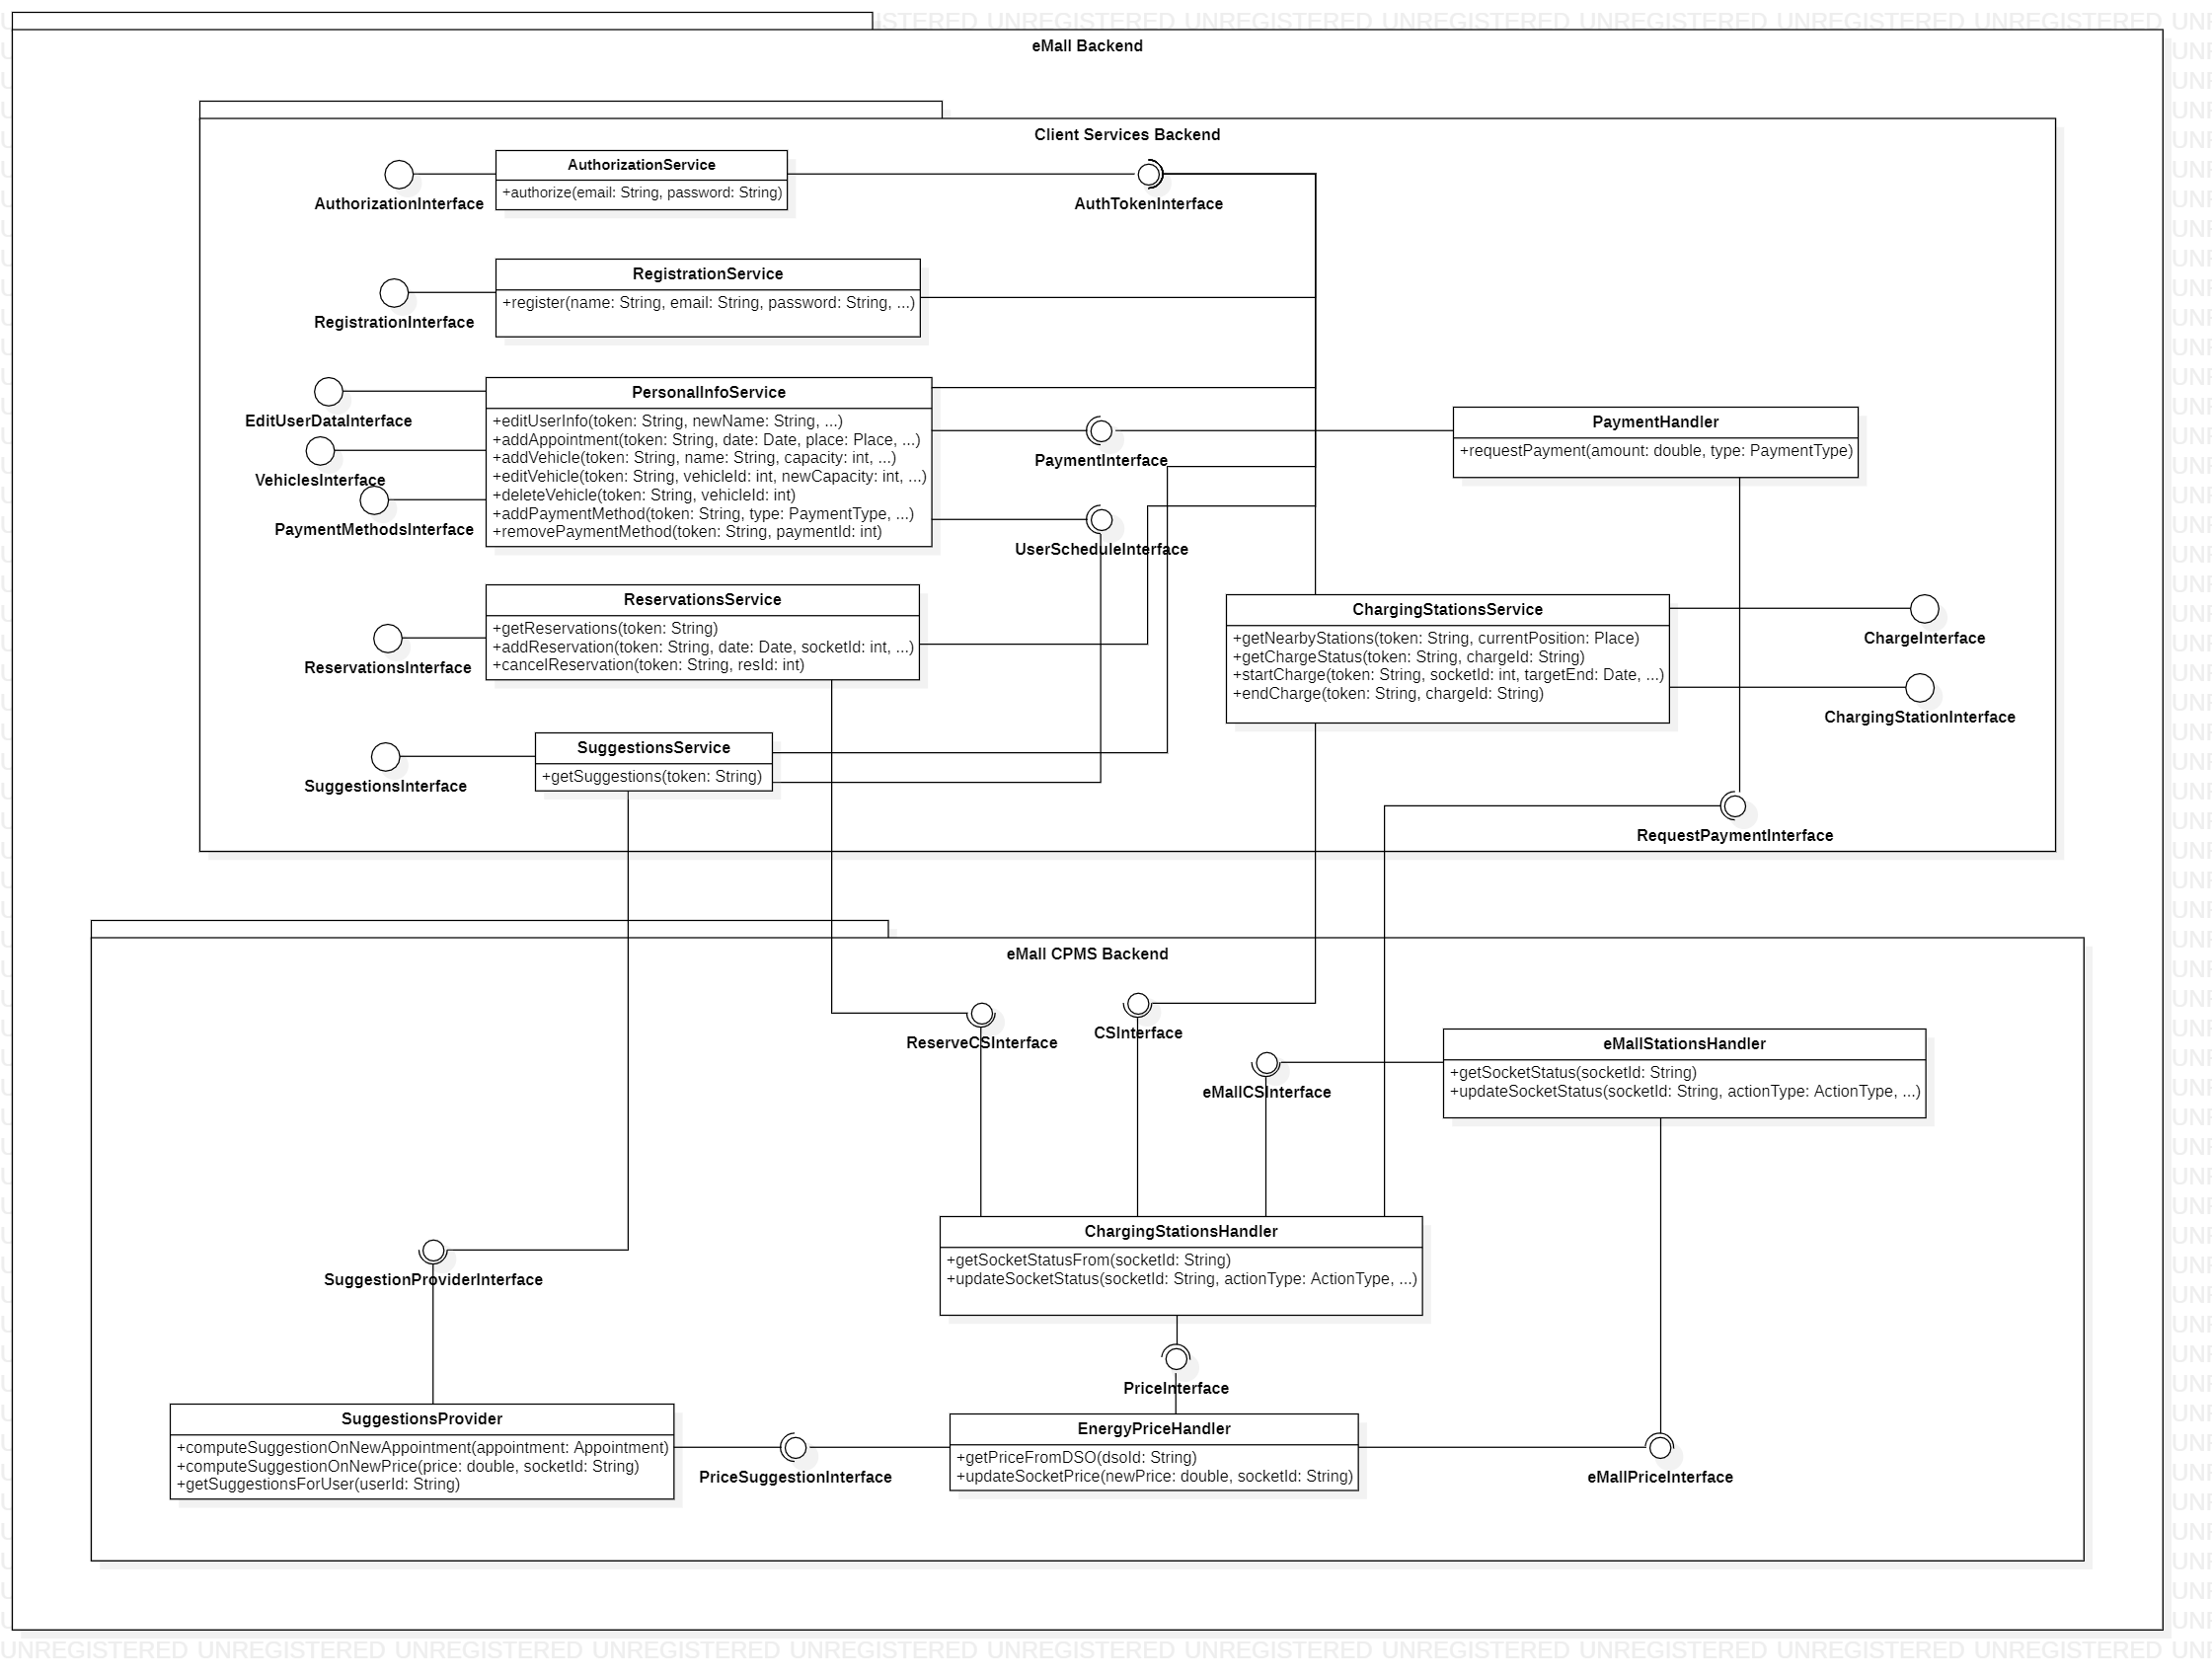 eMall Backend
Client Services Backend
AuthorizationService
+authorize(email: String, password: String)
AuthorizationInterface
AuthTokenInterface
RegistrationService
+register(name: String, email: String, password: String, ...)
RegistrationInterface
PersonalInfoService
+editUserInfo(token: String, newName: String, ...)
+addAppointment(token: String, date: Date, place: Place, ...)
+addVehicle(token: String, name: String, capacity: int, ...)
+editVehicle(token: String, vehicleId: int, newCapacity: int, ...)
+deleteVehicle(token: String, vehicleId: int)
+addPaymentMethod(token: String, type: PaymentType, ...)
+removePaymentMethod(token: String, paymentId: int)
EditUserDataInterface
VehiclesInterface
PaymentMethodsInterface
PaymentInterface
UserScheduleInterface
PaymentHandler
+requestPayment(amount: double, type: PaymentType)
ReservationsService
+getReservations(token: String)
+addReservation(token: String, date: Date, socketId: int, ...)
+cancelReservation(token: String, resId: int)
ReservationsInterface
ChargingStationsService
+getNearbyStations(token: String, currentPosition: Place)
+getChargeStatus(token: String, chargeId: String)
+startCharge(token: String, socketId: int, targetEnd: Date, ...)
+endCharge(token: String, chargeId: String)
ChargeInterface
ChargingStationInterface
SuggestionsService
+getSuggestions(token: String)
SuggestionsInterface
RequestPaymentInterface
eMall CPMS Backend
ReserveCSInterface
CSInterface
eMallCSInterface
eMallStationsHandler
+getSocketStatus(socketId: String)
+updateSocketStatus(socketId: String, actionType: ActionType, ...)
ChargingStationsHandler
+getSocketStatusFrom(socketId: String)
+updateSocketStatus(socketId: String, actionType: ActionType, ...)
SuggestionProviderInterface
PriceInterface
SuggestionsProvider
+computeSuggestionOnNewAppointment(appointment: Appointment)
+computeSuggestionOnNewPrice(price: double, socketId: String)
+getSuggestionsForUser(userId: String)
PriceSuggestionInterface
EnergyPriceHandler
+getPriceFromDSO(dsoId: String)
+updateSocketPrice(newPrice: double, socketId: String)
eMallPriceInterface
UNREGISTERED UNREGISTERED UNREGISTERED UNREGISTERED UNREGISTERED UNREGISTERED UNREGISTERED UNREGISTERED UNREGISTERED UNREGISTERED UNREGISTERED